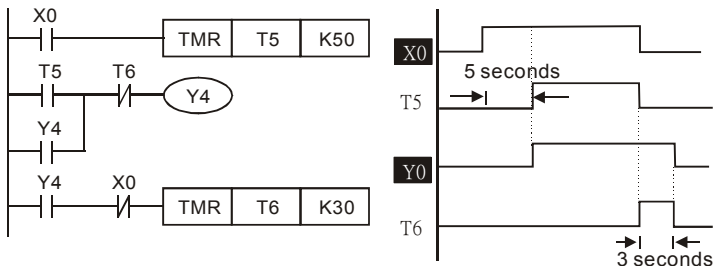 X0
TMR T5 K50
T5 T6
Y4
Y4
Y4 X0
TMR T6 K30
X0
5 seconds
T5
Y0
T6
3 seconds